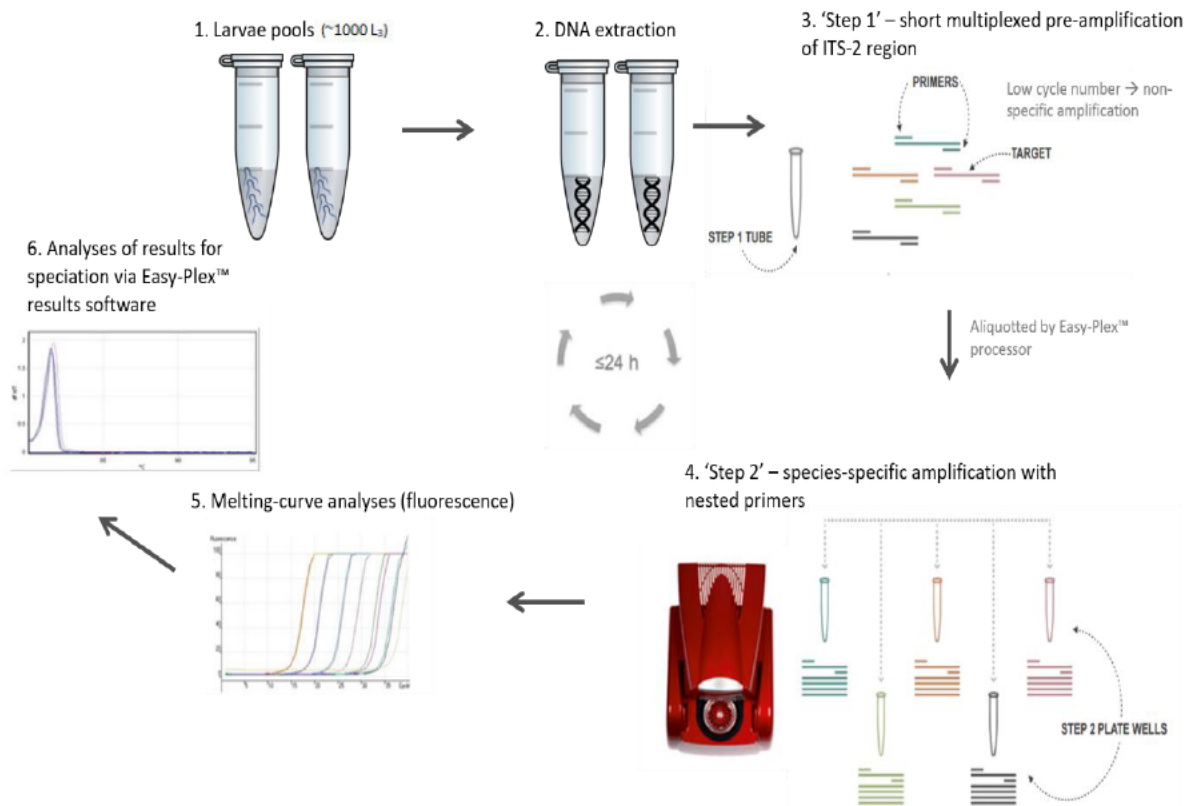 1. Larvae pools (~1000 L₃)
2. DNA extraction
3. ‘Step 1’ – short multiplexed pre-amplification
of ITS-2 region
PRIMERS
Low cycle number → non-
specific amplification
TARGET
STEP 1 TUBE
6. Analyses of results for
speciation via Easy-Plex™
results software
≤24 h
Aliquotted by Easy-Plex™
processor
4. ‘Step 2’ – species-specific amplification with
nested primers
5. Melting-curve analyses (fluorescence)
STEP 2 PLATE WELLS